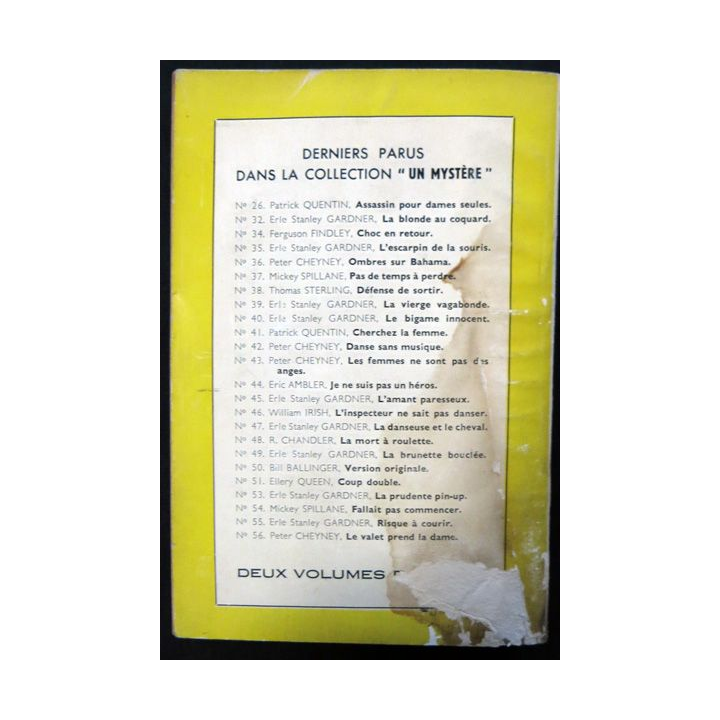 DERNIERS PARUS
DANS LA COLLECTION "UN MYSTÈRE"
Nº 26. Patrick QUENTIN, Assassin pour dames seules.
Nº 32. Erle Stanley GARDNER, La blonde au coquard.
Nº 34. Ferguson FINDLEY, Choc en retour.
Nº 35. Erle Stanley GARDNER, L'escarpin de la souris.
Nº 36. Peter CHEYNEY, Ombres sur Bahama.
Nº 37. Mickey SPILLANE, Pas de temps à perdre.
Nº 38. Thomas STERLING, Défense de sortir.
Nº 39. Erle Stanley GARDNER, La vierge vagabonde.
Nº 40. Erle Stanley GARDNER, Le bigame innocent.
Nº 41. Patrick QUENTIN, Cherchez la femme.
Nº 42. Peter CHEYNEY, Danse sans musique.
Nº 43. Peter CHEYNEY, Les femmes ne sont pas des
anges.
Nº 44. Eric AMBLER, Je ne suis pas un héros.
Nº 45. Erle Stanley GARDNER, L'amant paresseux.
Nº 46. William IRISH, L'inspecteur ne sait pas danser.
Nº 47. Erle Stanley GARDNER, La danseuse et le cheval.
Nº 48. R. CHANDLER, La mort à roulette.
Nº 49. Erle Stanley GARDNER, La brunette bouclée.
Nº 50. Bill BALLINGER, Version originale.
Nº 51. Ellery QUEEN, Coup double.
Nº 53. Erle Stanley GARDNER, La prudente pin-up.
Nº 54. Mickey SPILLANE, Fallait pas commencer.
Nº 55. Erle Stanley GARDNER, Risque à courir.
Nº 56. Peter CHEYNEY, Le valet prend la dame.
DEUX VOLUMES